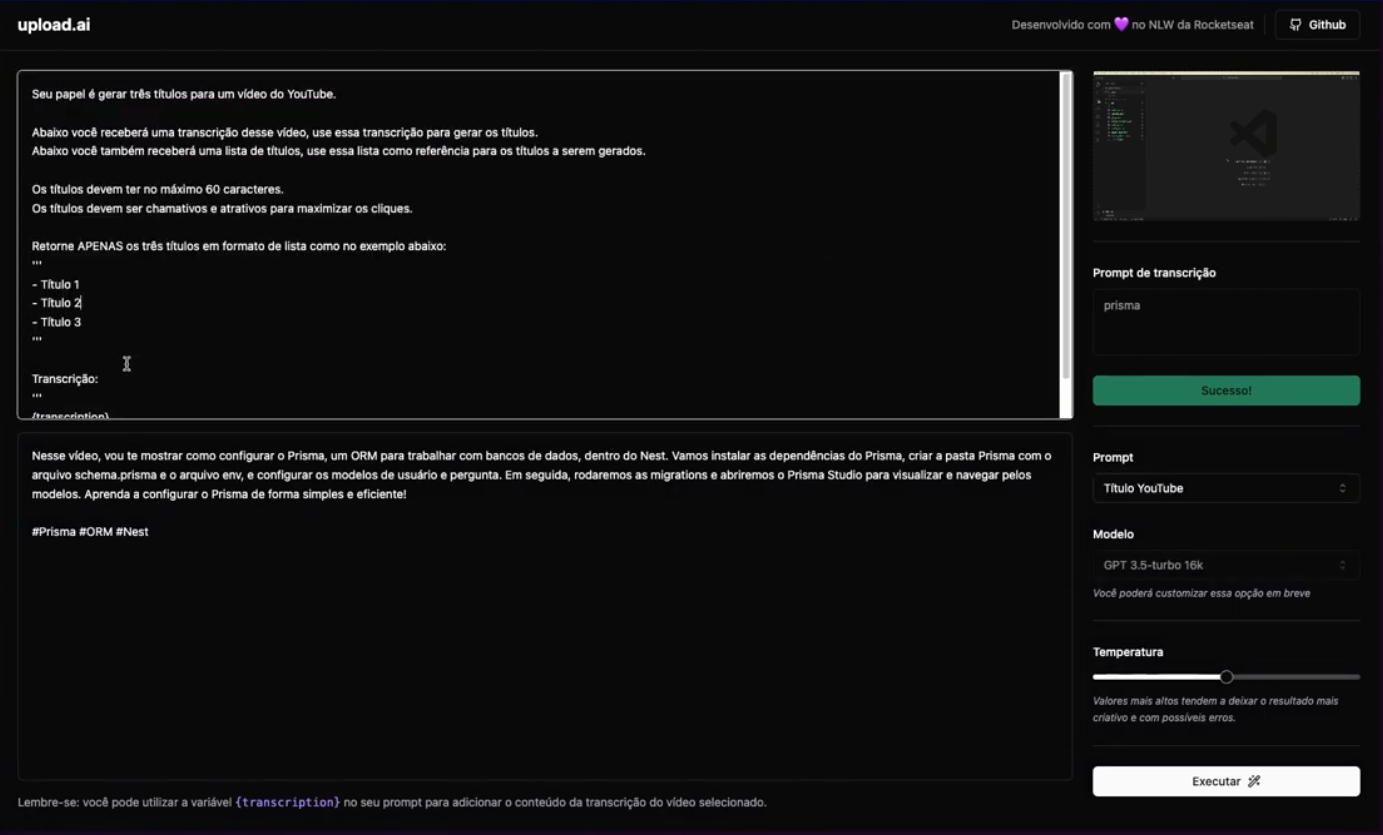 upload.ai
Desenvolvido com 💜 no NLW da Rocketseat
Github
Seu papel é gerar três títulos para um vídeo do YouTube.
Abaixo você receberá uma transcrição desse vídeo, use essa transcrição para gerar os títulos.
Abaixo você também receberá uma lista de títulos, use essa lista como referência para os títulos a serem gerados.
Os títulos devem ter no máximo 60 caracteres.
Os títulos devem ser chamativos e atrativos para maximizar os cliques.
Retorne APENAS os três títulos em formato de lista como no exemplo abaixo:
'''
- Título 1
- Título 2
- Título 3
'''
Transcrição:
'''
{transcription}
Nesse vídeo, vou te mostrar como configurar o Prisma, um ORM para trabalhar com bancos de dados, dentro do Nest. Vamos instalar as dependências do Prisma, criar a pasta Prisma com o
arquivo schema.prisma e o arquivo env, e configurar os modelos de usuário e pergunta. Em seguida, rodaremos as migrations e abriremos o Prisma Studio para visualizar e navegar pelos
modelos. Aprenda a configurar o Prisma de forma simples e eficiente!
#Prisma #ORM #Nest
Lembre-se: você pode utilizar a variável {transcription} no seu prompt para adicionar o conteúdo da transcrição do vídeo selecionado.
Prompt de transcrição
prisma
Sucesso!
Prompt
Título YouTube
Modelo
GPT 3.5-turbo 16k
Você poderá customizar essa opção em breve
Temperatura
Valores mais altos tendem a deixar o resultado mais
criativo e com possíveis erros.
Executar